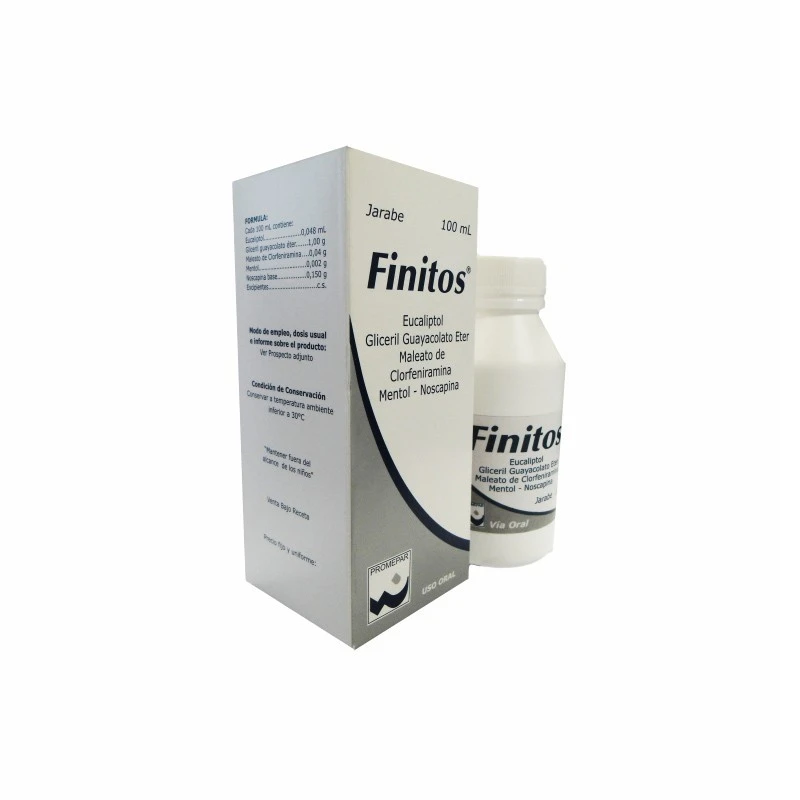 FORMULA:
Cada 100 mL contiene:
Eucaliptol...............0,048 mL
Gliceril guayacolato éter......1,00 g
Maleato de Clorfeniramina....0,04 g
Mentol...............0,002 g
Noscapina base............0,150 g
Excipientes................c.s.
Modo de empleo, dosis usual
e informe sobre el producto:
Ver Prospecto adjunto
Condición de Conservación
Conservar a temperatura ambiente
inferior a 30°C
"Mantener fuera del
alcance de los niños"
Venta Bajo Receta
Precio fijo y uniforme:
Jarabe
100 mL
Finitos®
Eucaliptol
Gliceril Guayacolato Eter
Maleato de
Clorfeniramina
Mentol - Noscapina
PROMEPAR
USO ORAL
Finitos
Eucaliptol
Gliceril Guayacolato Eter
Maleato de Clorfeniramina
Mentol - Noscapina
Jarabe
Vía Oral